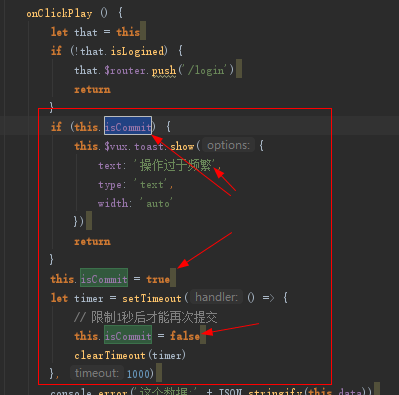 onClickPlay () {
let that = this
if (!that.isLogined) {
that.$router.push('/login')
return
}
if (this.isCommit) {
this.$vux.toast.show( options: {
text: '操作过于频繁',
type: 'text',
width: 'auto'
})
return
}
this.isCommit = true
let timer = setTimeout( handler: () => {
// 限制1秒后才能再次提交
this.isCommit = false
clearTimeout(timer)
}, timeout: 1000)
console.error('这个数据:' + JSON.stringify(this.data))